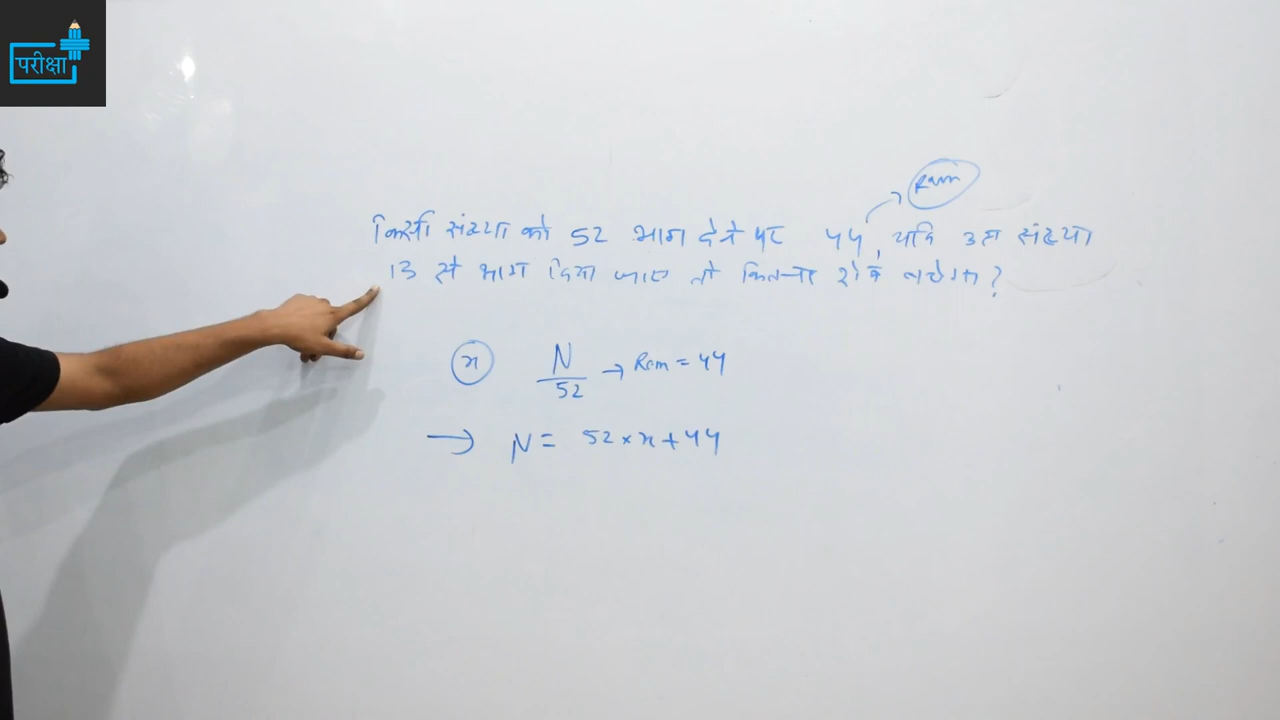 परीक्षा
Rem
किसी संख्या को 52 भाग देने पर 44, यदि उस संख्या
13 से भाग दिया जाए तो कितना शेष बचेगा?
x N/52 → Rem = 44
→ N = 52 × x + 44